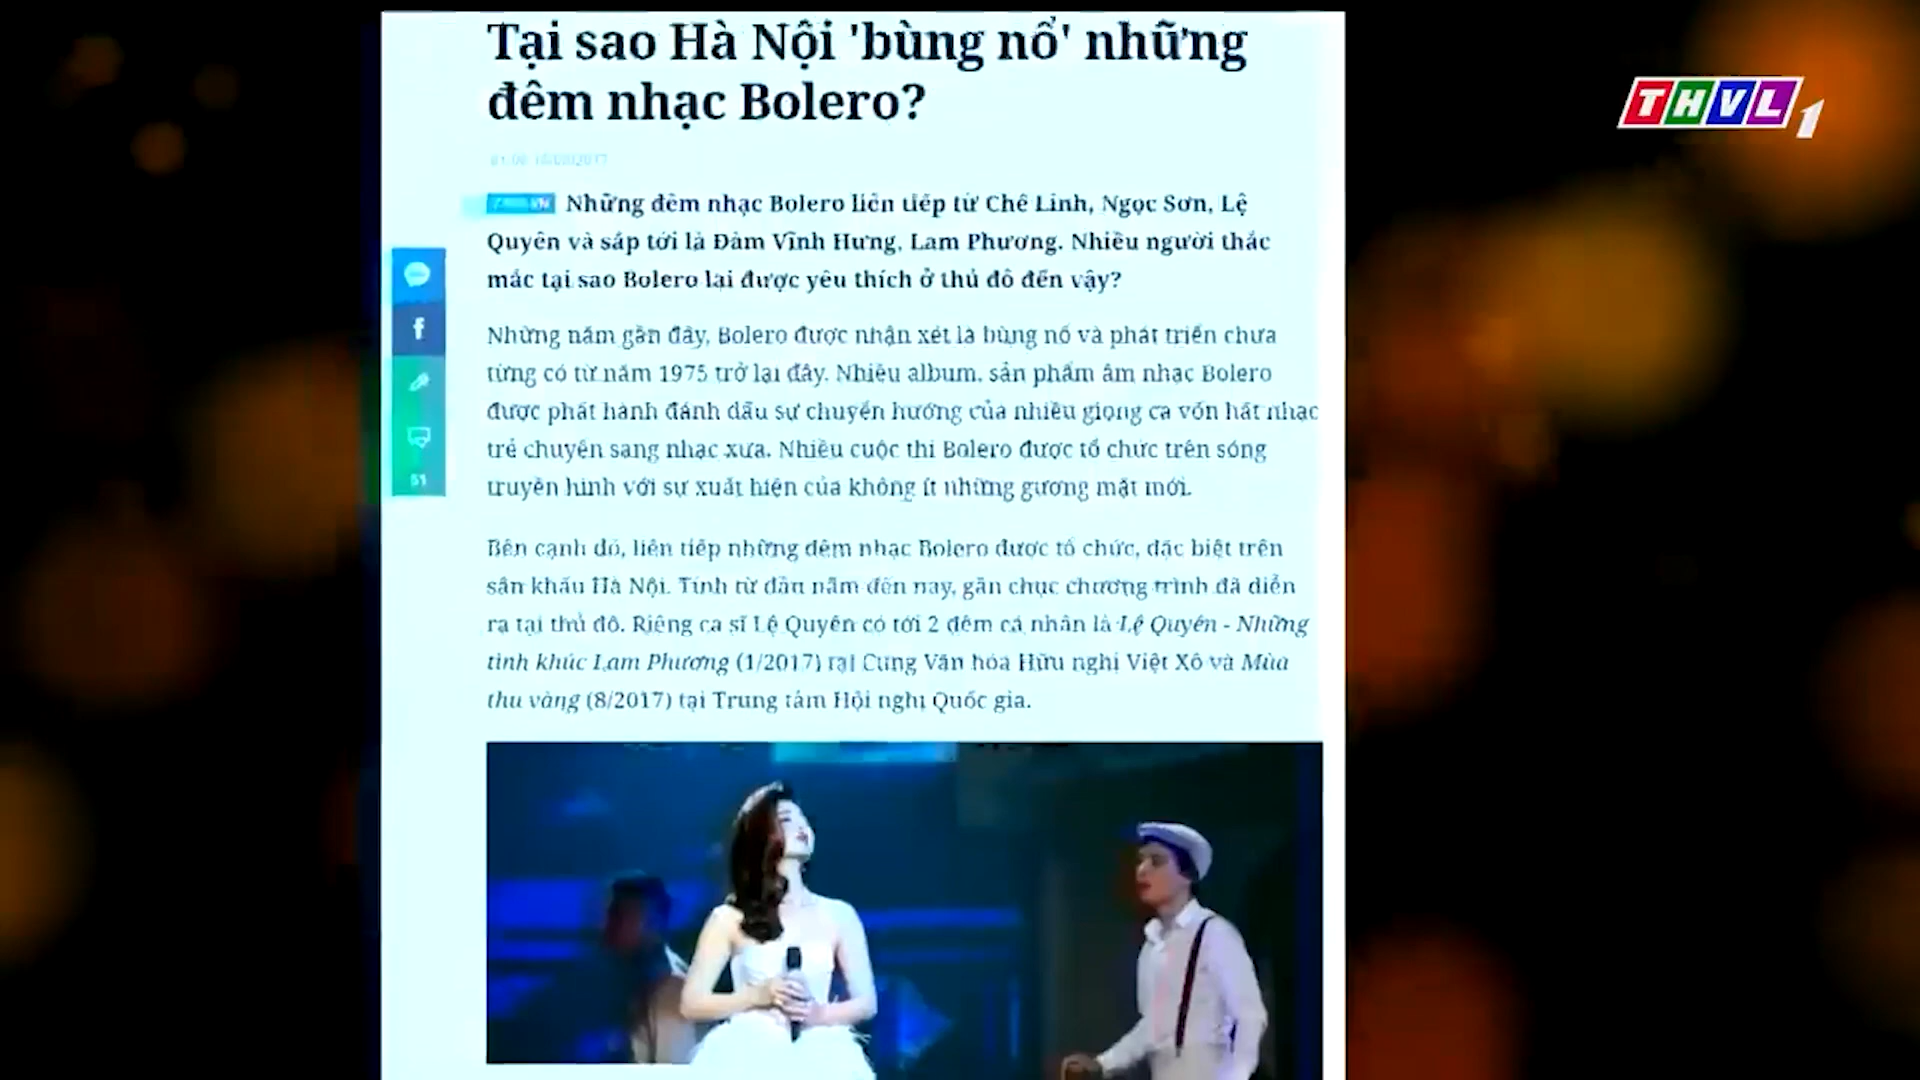 Tại sao Hà Nội 'bùng nổ' những
đêm nhạc Bolero?
THVL1
Những đêm nhạc Bolero liên tiếp từ Chế Linh, Ngọc Sơn, Lệ
Quyên và sắp tới là Đàm Vĩnh Hưng, Lam Phương. Nhiều người thắc
mắc tại sao Bolero lại được yêu thích ở thủ đô đến vậy?
Những năm gần đây, Bolero được nhận xét là bùng nổ và phát triển chưa
từng có từ năm 1975 trở lại đây. Nhiều album, sản phẩm âm nhạc Bolero
được phát hành đánh dấu sự chuyển hướng của nhiều giọng ca vốn hát nhạc
trẻ chuyển sang nhạc xưa. Nhiều cuộc thi Bolero được tổ chức trên sóng
truyền hình với sự xuất hiện của không ít những gương mặt mới.
51
Bên cạnh đó, liên tiếp những đêm nhạc Bolero được tổ chức, đặc biệt trên
sân khấu Hà Nội. Tính từ đầu năm đến nay, gần chục chương trình đã diễn
ra tại thủ đô. Riêng ca sĩ Lệ Quyên có tới 2 đêm cá nhân là Lệ Quyên - Những
tình khúc Lam Phương (1/2017) tại Cung Văn hóa Hữu nghị Việt Xô và Mùa
thu vàng (8/2017) tại Trung tâm Hội nghị Quốc gia.